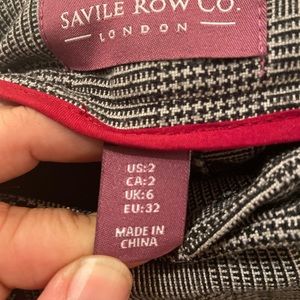 SAVILE ROW CO.
LONDON
US:2
CA:2
UK:6
EU:32
MADE IN
CHINA